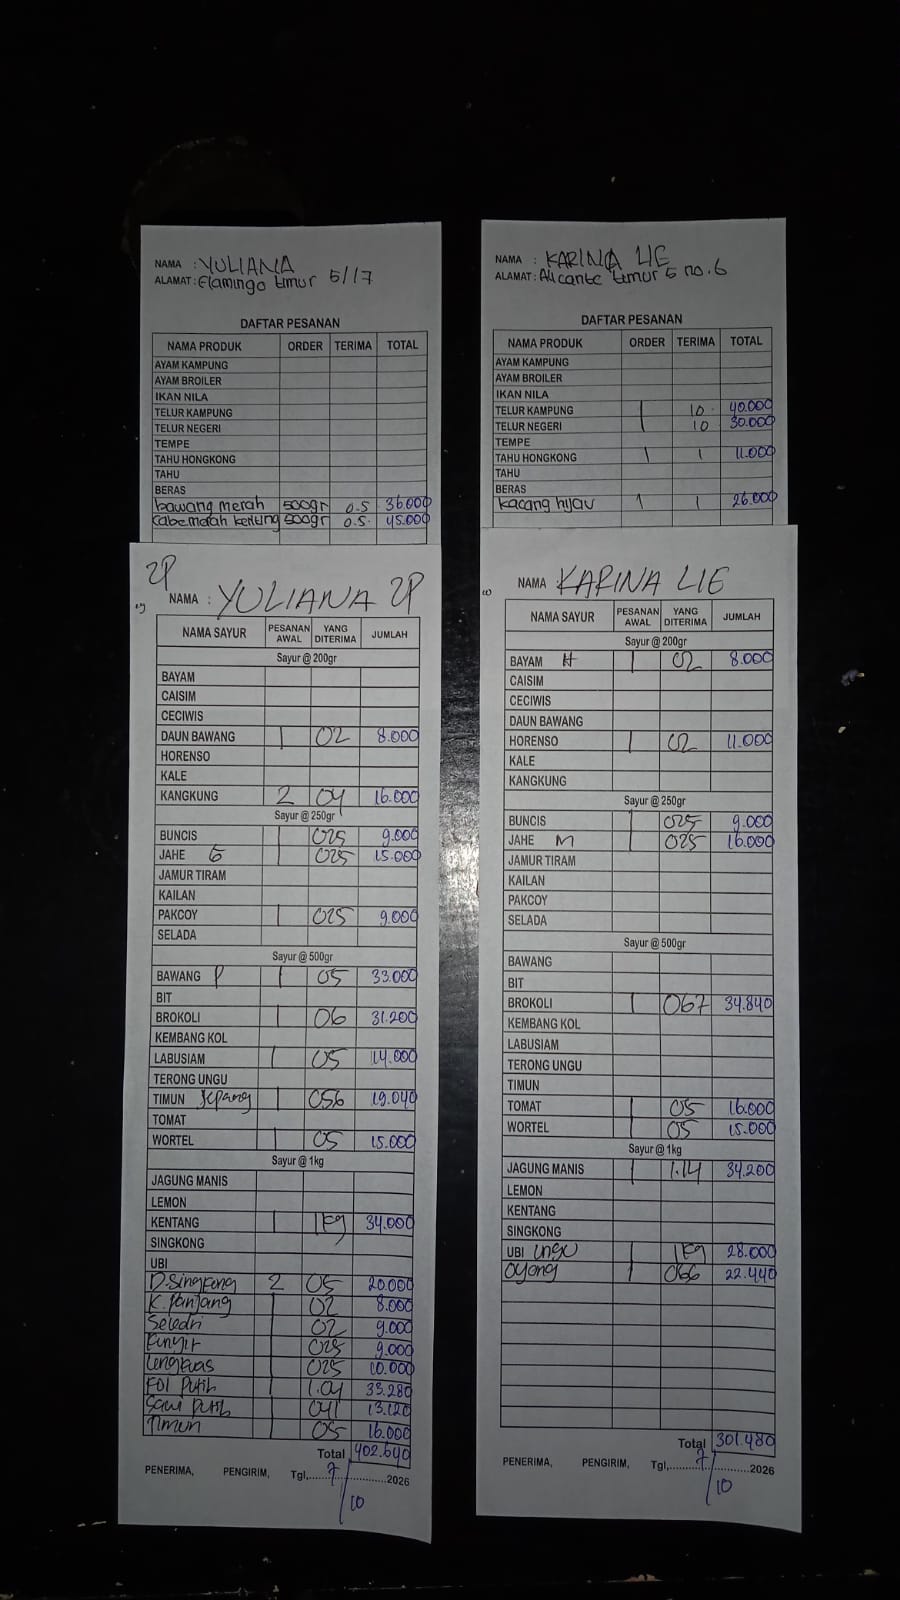 NAMA : YULIANA
ALAMAT : Flamingo timur 5/17
DAFTAR PESANAN
NAMA PRODUK ORDER TERIMA TOTAL
AYAM KAMPUNG
AYAM BROILER
IKAN NILA
TELUR KAMPUNG
TELUR NEGERI
TEMPE
TAHU HONGKONG
TAHU
BERAS
bawang merah 500gr 0.5 36.000
cabe merah keriting 500gr 0.5. 45.000
2P
NAMA : YULIANA 2P
NAMA SAYUR PESANAN AWAL YANG DITERIMA JUMLAH
Sayur @ 200gr
BAYAM
CAISIM
CECIWIS
DAUN BAWANG 1 02 8.000
HORENSO
KALE
KANGKUNG 2 04 16.000
Sayur @ 250gr
BUNCIS 1 025 9.000
JAHE G 1 025 15.000
JAMUR TIRAM
KAILAN
PAKCOY 1 025 9.000
SELADA
Sayur @ 500gr
BAWANG P 1 05 33.000
BIT
BROKOLI 1 06 31.200
KEMBANG KOL
LABUSIAM 1 05 14.000
TERONG UNGU
TIMUN Jepang 1 056 19.040
TOMAT
WORTEL 1 05 15.000
Sayur @ 1kg
JAGUNG MANIS
LEMON
KENTANG 1 1kg 34.000
SINGKONG
UBI
D.Singkong 2 05 20.000
K.Panjang 1 02 8.000
Seledri 1 02 9.000
Kunyit 1 025 9.000
Lengkuas 1 025 10.000
KOL PUTIH 1 1.04 33.280
Sawi Putih 1 041 13.120
Timun 1 05 16.000
Total 402.640
PENERIMA, PENGIRIM, Tgl,........7/10........2026
NAMA : KARINA LIE
ALAMAT : Alicante timur 5 no.6
DAFTAR PESANAN
NAMA PRODUK ORDER TERIMA TOTAL
AYAM KAMPUNG
AYAM BROILER
IKAN NILA
TELUR KAMPUNG 1 10. 40.000
TELUR NEGERI 1 10 30.000
TEMPE
TAHU HONGKONG 1 1 11.000
TAHU
BERAS
kacang hijau 1 1 26.000
NAMA : KARINA LIE
NAMA SAYUR PESANAN AWAL YANG DITERIMA JUMLAH
Sayur @ 200gr
BAYAM H 1 02 8.000
CAISIM
CECIWIS
DAUN BAWANG
HORENSO 1 02 11.000
KALE
KANGKUNG
Sayur @ 250gr
BUNCIS 1 025 9.000
JAHE M 1 025 16.000
JAMUR TIRAM
KAILAN
PAKCOY
SELADA
Sayur @ 500gr
BAWANG
BIT
BROKOLI 1 067 34.840
KEMBANG KOL
LABUSIAM
TERONG UNGU
TIMUN
TOMAT 1 05 16.000
WORTEL 1 05 15.000
Sayur @ 1kg
JAGUNG MANIS 1 1.14 34.200
LEMON
KENTANG
SINGKONG
UBI ungu 1 1kg 28.000
Oyong 1 066 22.440
Total 301.480
PENERIMA, PENGIRIM, Tgl,........7/10........2026